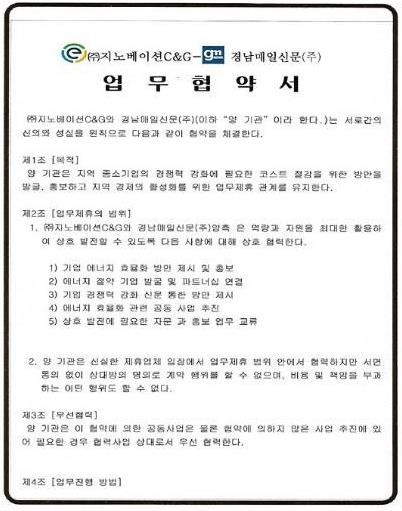 ㈜지노베이션C&G-gn 경남매일신문(주)
업 무 협 약 서
㈜지노베이션C&G와 경남매일신문(주)(이하 “양 기관” 이라 한다.)는 서로간의
신의와 성실을 원칙으로 다음과 같이 협약을 체결한다.
제1조 [목적]
양 기관은 지역 중소기업의 경쟁력 강화에 필요한 코스트 절감을 위한 방안을
발굴, 홍보하고 지역 경제의 활성화를 위한 업무제휴 관계를 유지한다.
제2조 [업무제휴의 범위]
1. ㈜지노베이션C&G와 경남매일신문(주)양측 은 역량과 자원을 최대한 활용하
여 상호 발전할 수 있도록 다음 사항에 대해 상호 협력한다.
1) 기업 에너지 효율화 방안 제시 및 홍보
2) 에너지 절약 기업 발굴 및 파트너십 연결
3) 기업 경쟁력 강화 신문 통한 방안 제시
4) 에너지 효율화 관련 공동 사업 추진
5) 상호 발전에 필요한 자문 과 홍보 업무 교류
2. 양 기관은 신실한 제휴업체 입장에서 업무제휴 범위 안에서 협력하지만 서면
동의 없이 상대방의 명의로 계약 행위를 할 수 없으며, 비용 및 책임을 부과
하는 어떤 행위도 할 수 없다.
제3조 [우선협력]
양 기관은 이 협약에 의한 공동사업은 물론 협약에 의하지 않은 사업 추진에 있
어 필요한 경우 협력사업 상대로서 우선 협력한다.
제4조 [업무진행 방법]